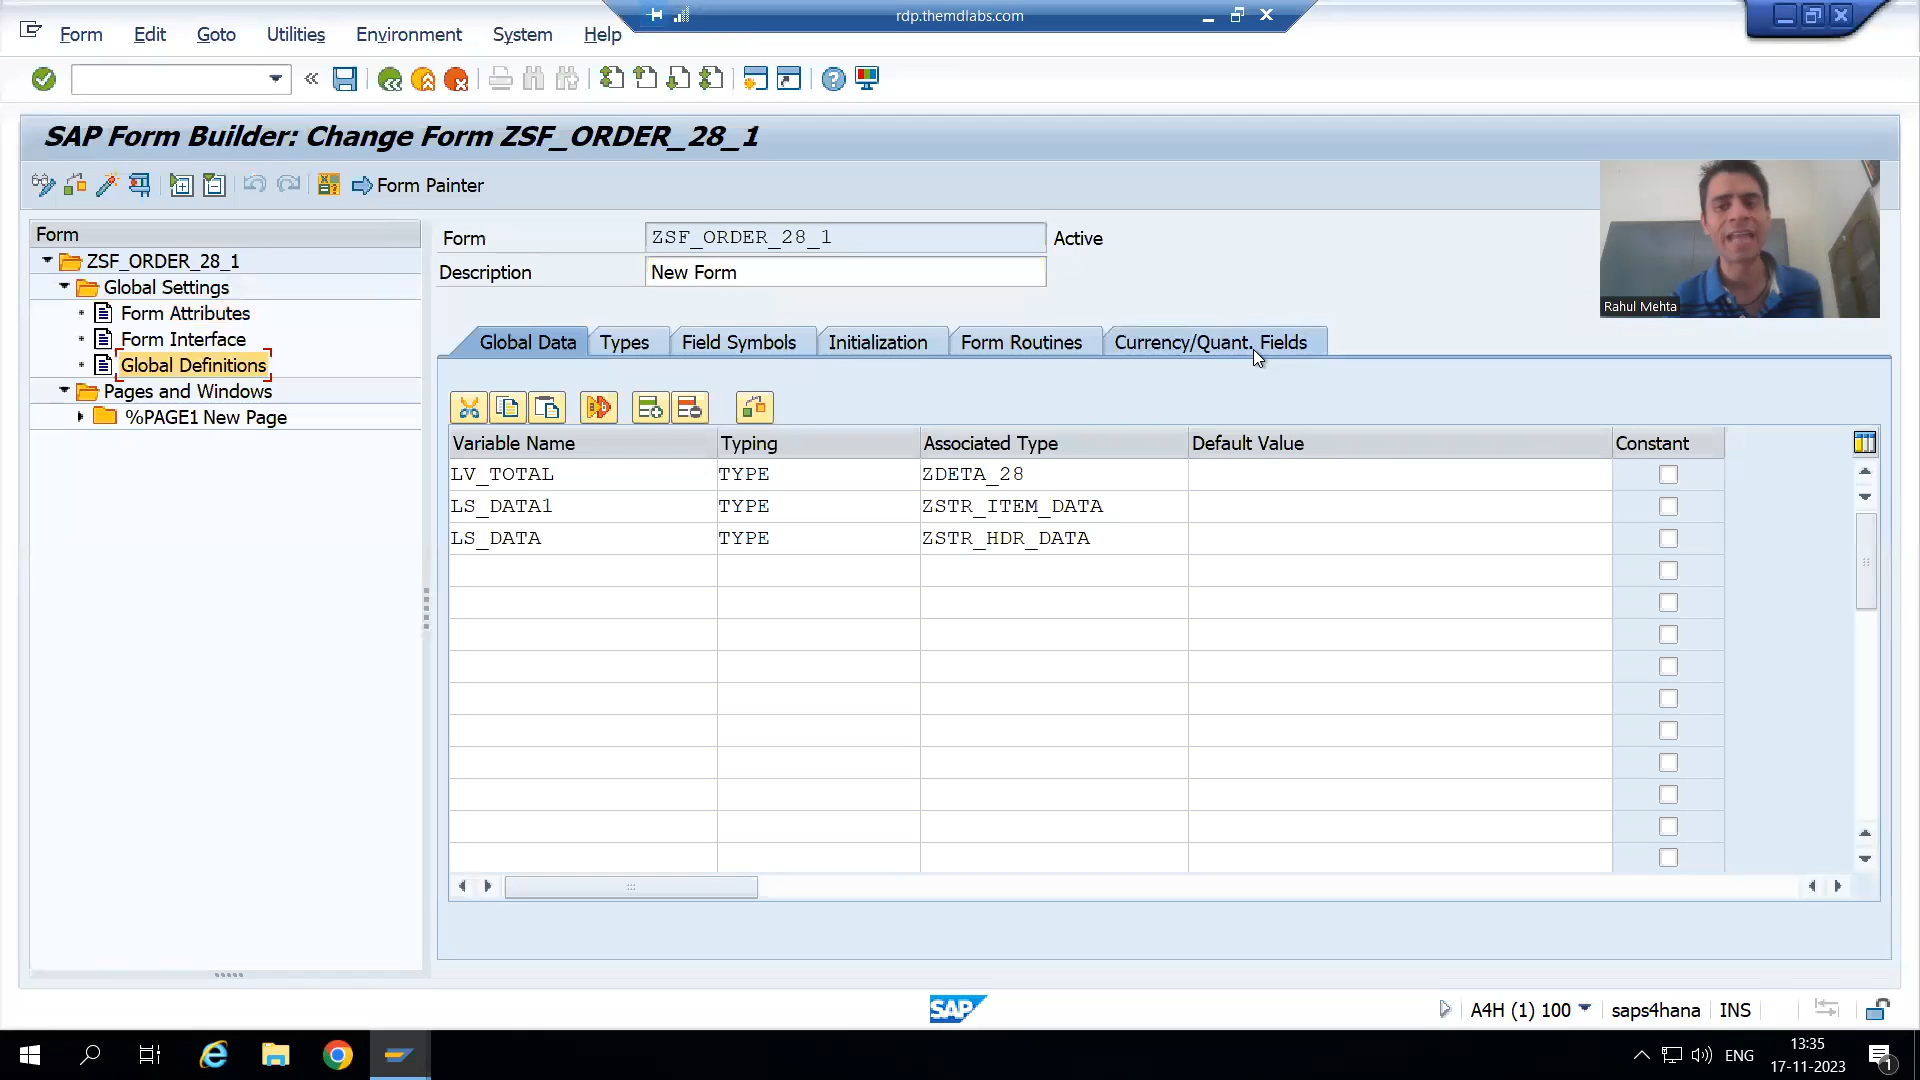 rdp.themdlabs.com
Form Edit Goto Utilities Environment System Help
SAP Form Builder: Change Form ZSF_ORDER_28_1
Form Painter
Form
ZSF_ORDER_28_1
Global Settings
Form Attributes
Form Interface
Global Definitions
Pages and Windows
%PAGE1 New Page
Form ZSF_ORDER_28_1 Active
Description New Form
Rahul Mehta
Global Data Types Field Symbols Initialization Form Routines Currency/Quant. Fields
Variable Name Typing Associated Type Default Value Constant
LV_TOTAL TYPE ZDETA_28
LS_DATA1 TYPE ZSTR_ITEM_DATA
LS_DATA TYPE ZSTR_HDR_DATA
SAP
A4H (1) 100 saps4hana INS
ENG
13:35
17-11-2023
1